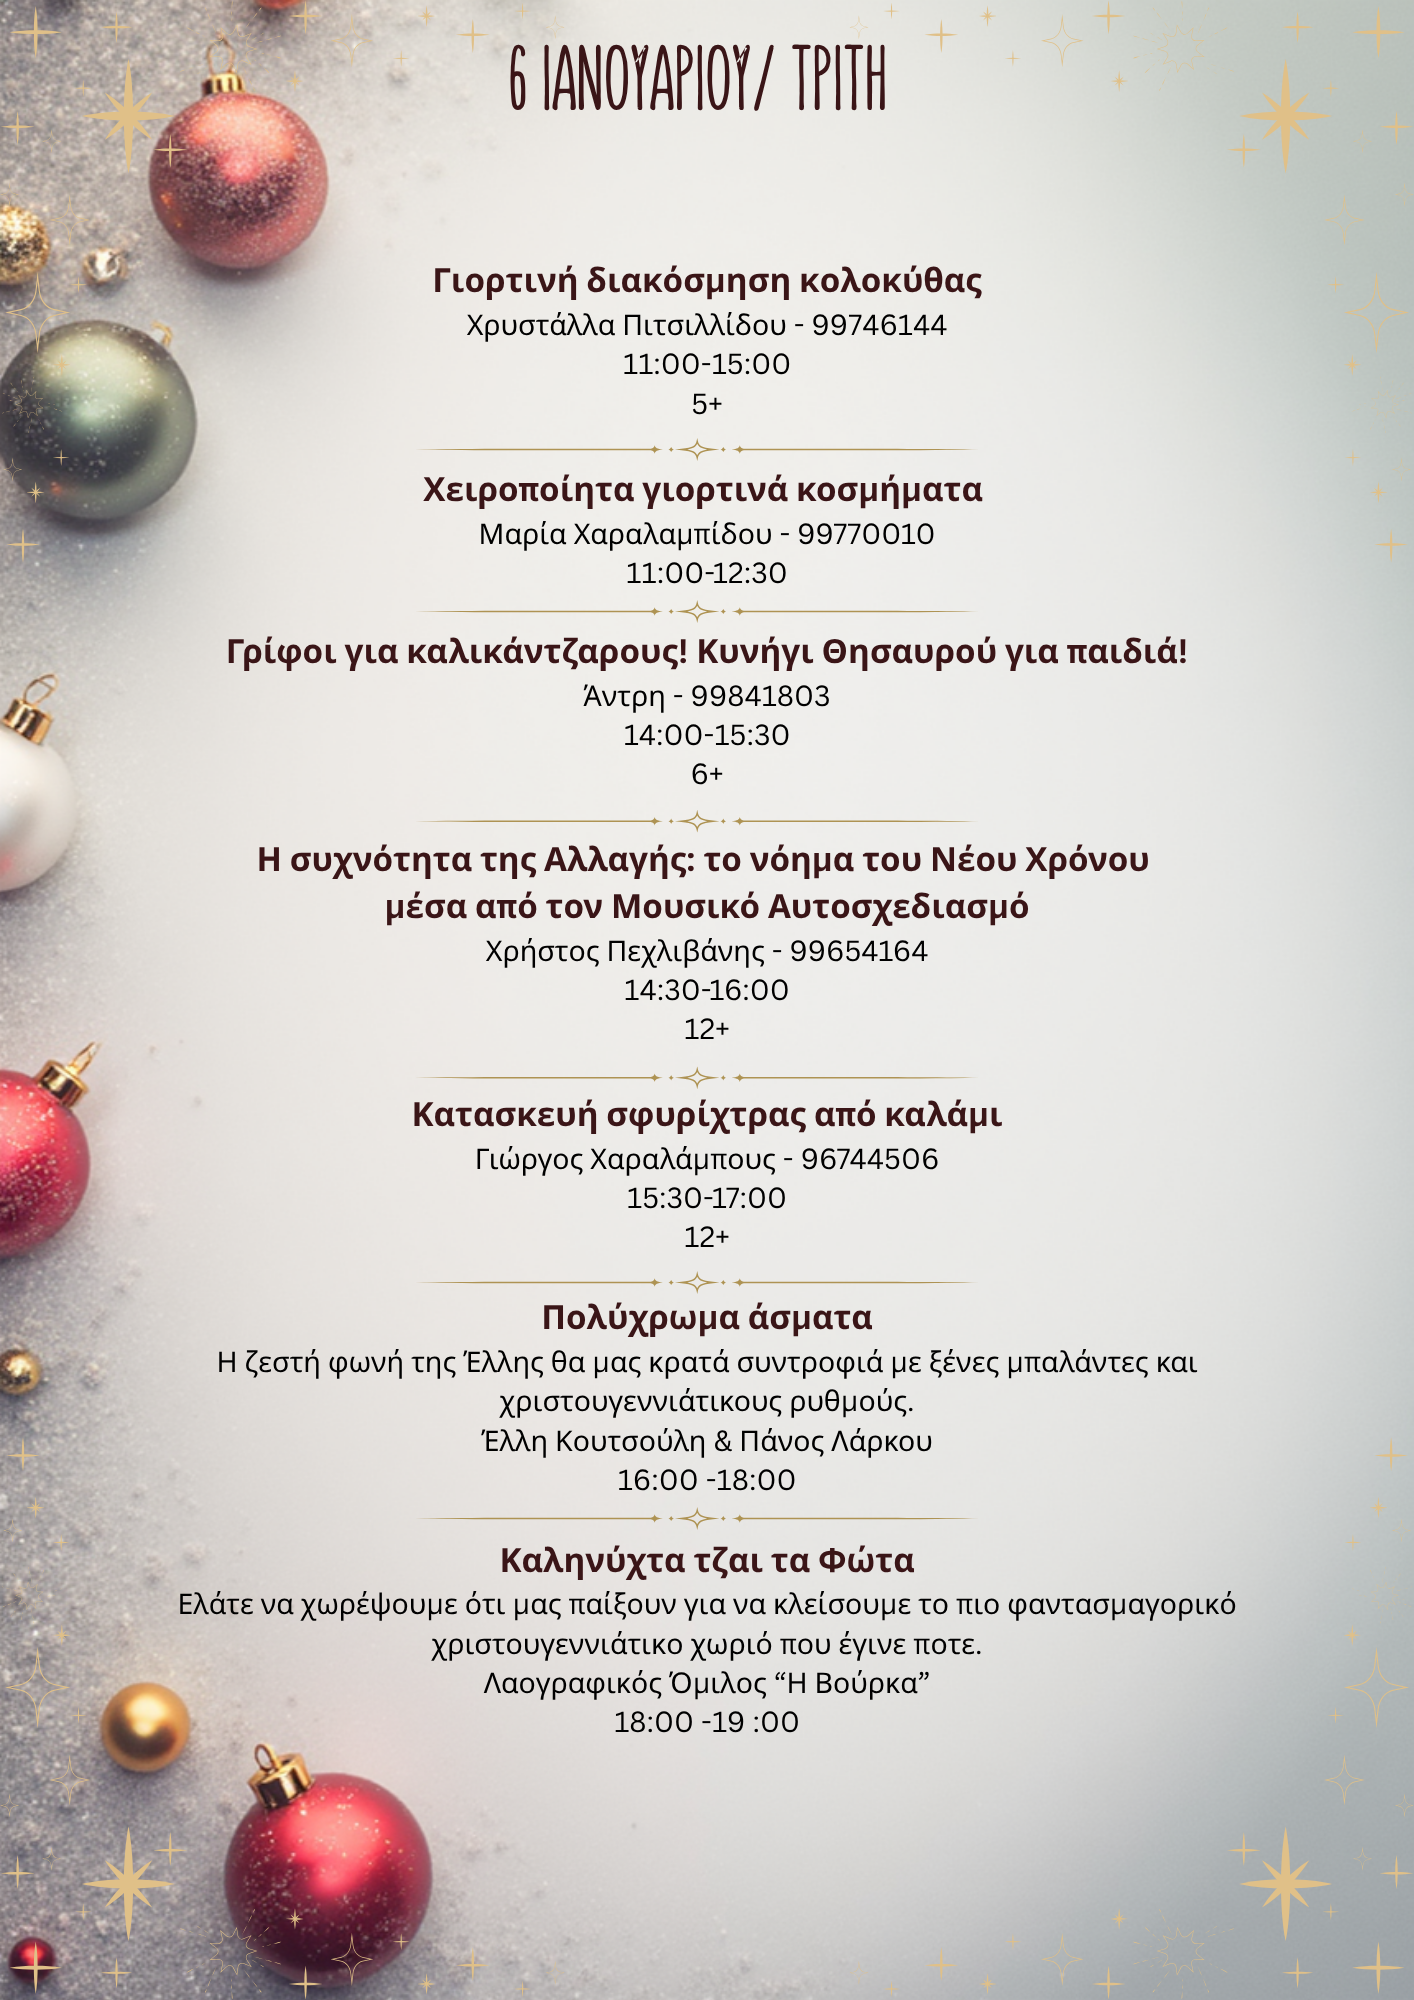 6 ΙΑΝΟΥΑΡΙΟΥ/ ΤΡΙΤΗ
Γιορτινή διακόσμηση κολοκύθας
Χρυστάλλα Πιτσιλλίδου - 99746144
11:00-15:00
5+
Χειροποίητα γιορτινά κοσμήματα
Μαρία Χαραλαμπίδου - 99770010
11:00-12:30
Γρίφοι για καλικάντζαρους! Κυνήγι Θησαυρού για παιδιά!
Άντρη - 99841803
14:00-15:30
6+
Η συχνότητα της Αλλαγής: το νόημα του Νέου Χρόνου
μέσα από τον Μουσικό Αυτοσχεδιασμό
Χρήστος Πεχλιβάνης - 99654164
14:30-16:00
12+
Κατασκευή σφυρίχτρας από καλάμι
Γιώργος Χαραλάμπους - 96744506
15:30-17:00
12+
Πολύχρωμα άσματα
Η ζεστή φωνή της Έλλης θα μας κρατά συντροφιά με ξένες μπαλάντες και
χριστουγεννιάτικους ρυθμούς.
Έλλη Κουτσούλη & Πάνος Λάρκου
16:00 -18:00
Καληνύχτα τζαι τα Φώτα
Ελάτε να χωρέψουμε ότι μας παίξουν για να κλείσουμε το πιο φαντασμαγορικό
χριστουγεννιάτικο χωριό που έγινε ποτε.
Λαογραφικός Όμιλος “Η Βούρκα”
18:00 -19 :00